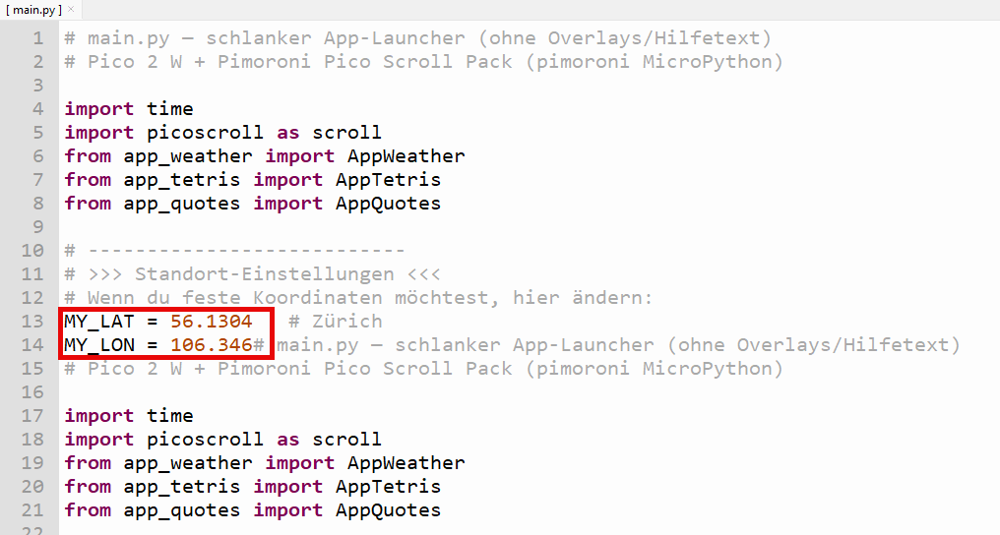 [ main.py ] ×
1 # main.py — schlanker App-Launcher (ohne Overlays/Hilfetext)
2 # Pico 2 W + Pimoroni Pico Scroll Pack (pimoroni MicroPython)
3
4 import time
5 import picoscroll as scroll
6 from app_weather import AppWeather
7 from app_tetris import AppTetris
8 from app_quotes import AppQuotes
9
10 # ---------------------------
11 # >>> Standort-Einstellungen <<<
12 # Wenn du feste Koordinaten möchtest, hier ändern:
13 MY_LAT = 56.1304   # Zürich
14 MY_LON = 106.346# main.py — schlanker App-Launcher (ohne Overlays/Hilfetext)
15 # Pico 2 W + Pimoroni Pico Scroll Pack (pimoroni MicroPython)
16
17 import time
18 import picoscroll as scroll
19 from app_weather import AppWeather
20 from app_tetris import AppTetris
21 from app_quotes import AppQuotes
22